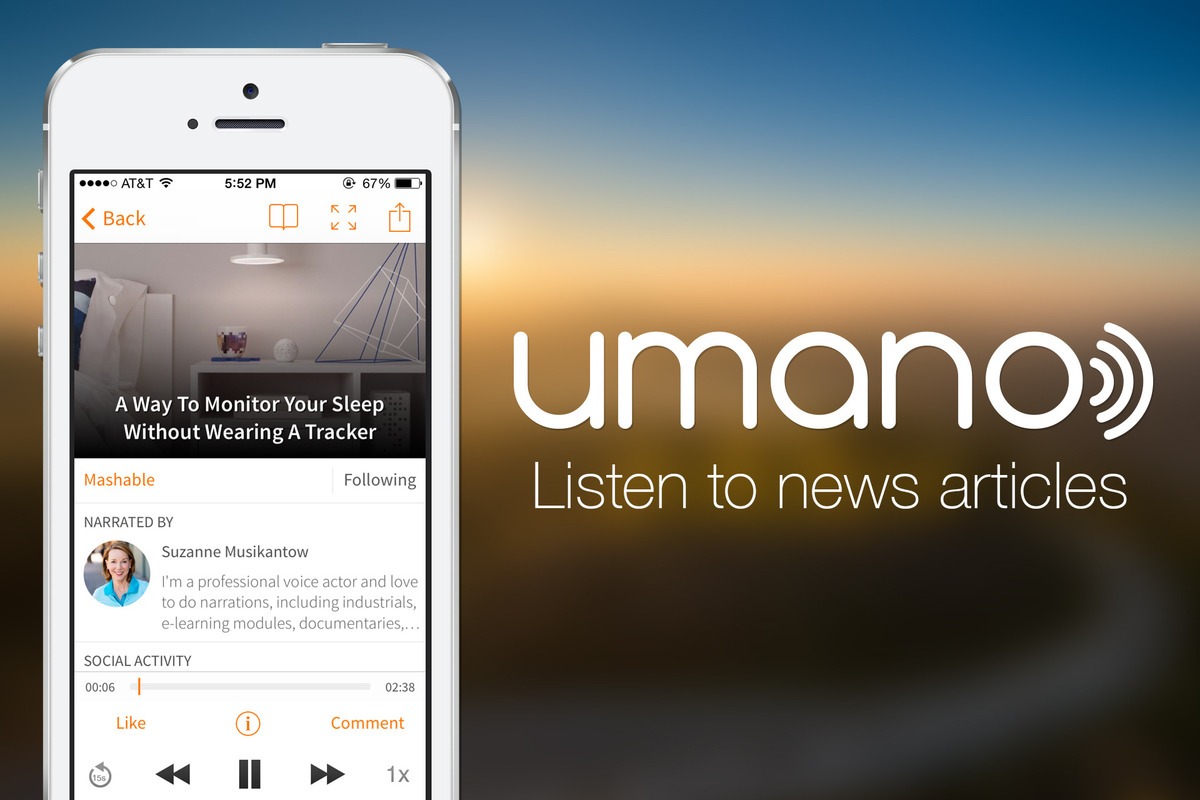 AT&T 5:52 PM 67%
Back
A Way To Monitor Your Sleep
Without Wearing A Tracker
Mashable Following
NARRATED BY
Suzanne Musikantow
I'm a professional voice actor and love
to do narrations, including industrials,
e-learning modules, documentaries,...
SOCIAL ACTIVITY
00:06 02:38
Like i Comment
15s 1x
umano
Listen to news articles